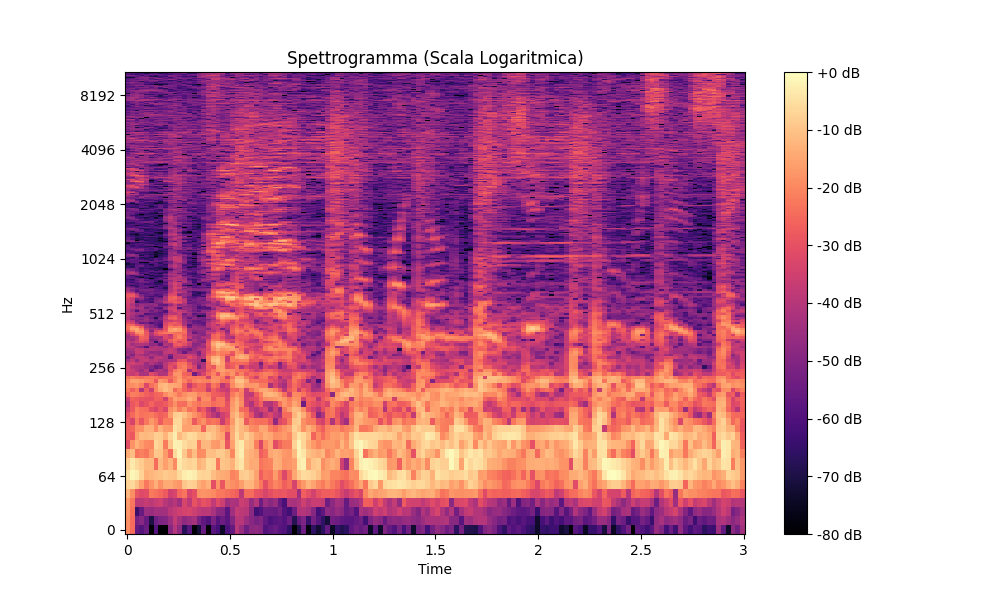 Spettrogramma (Scala Logaritmica)
Hz
8192
4096
2048
1024
512
256
128
64
0
0 0.5 1 1.5 2 2.5 3
Time
+0 dB
-10 dB
-20 dB
-30 dB
-40 dB
-50 dB
-60 dB
-70 dB
-80 dB